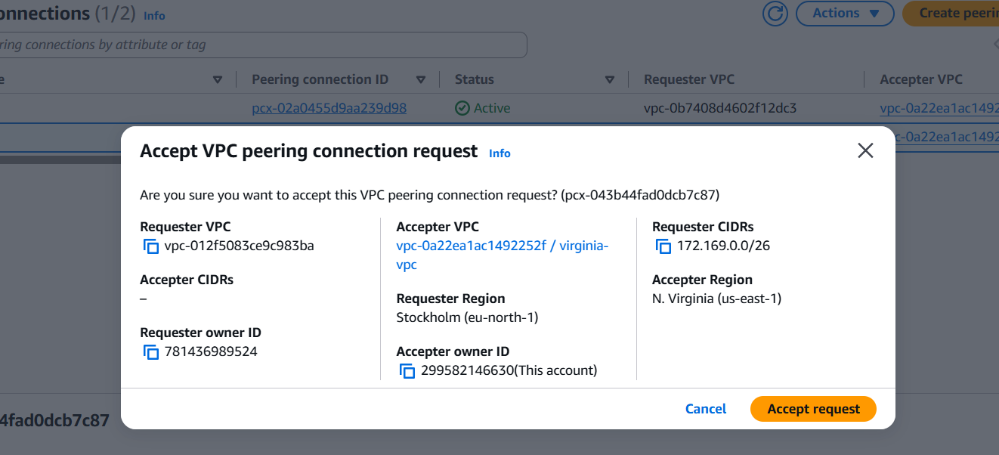 onnections (1/2) Info
Actions
Create peerin
ring connections by attribute or tag
e
Peering connection ID
Status
Requester VPC
Accepter VPC
pcx-02a0455d9aa239d98
Active
vpc-0b7408d4602f12dc3
vpc-0a22ea1ac1492
c-0a22ea1ac1492
Accept VPC peering connection request Info
Are you sure you want to accept this VPC peering connection request? (pcx-043b44fad0dcb7c87)
Requester VPC
vpc-012f5083ce9c983ba
Accepter CIDRs
–
Requester owner ID
781436989524
Accepter VPC
vpc-0a22ea1ac1492252f / virginia-
vpc
Requester Region
Stockholm (eu-north-1)
Accepter owner ID
299582146630(This account)
Requester CIDRs
172.169.0.0/26
Accepter Region
N. Virginia (us-east-1)
Cancel
Accept request
4fad0dcb7c87